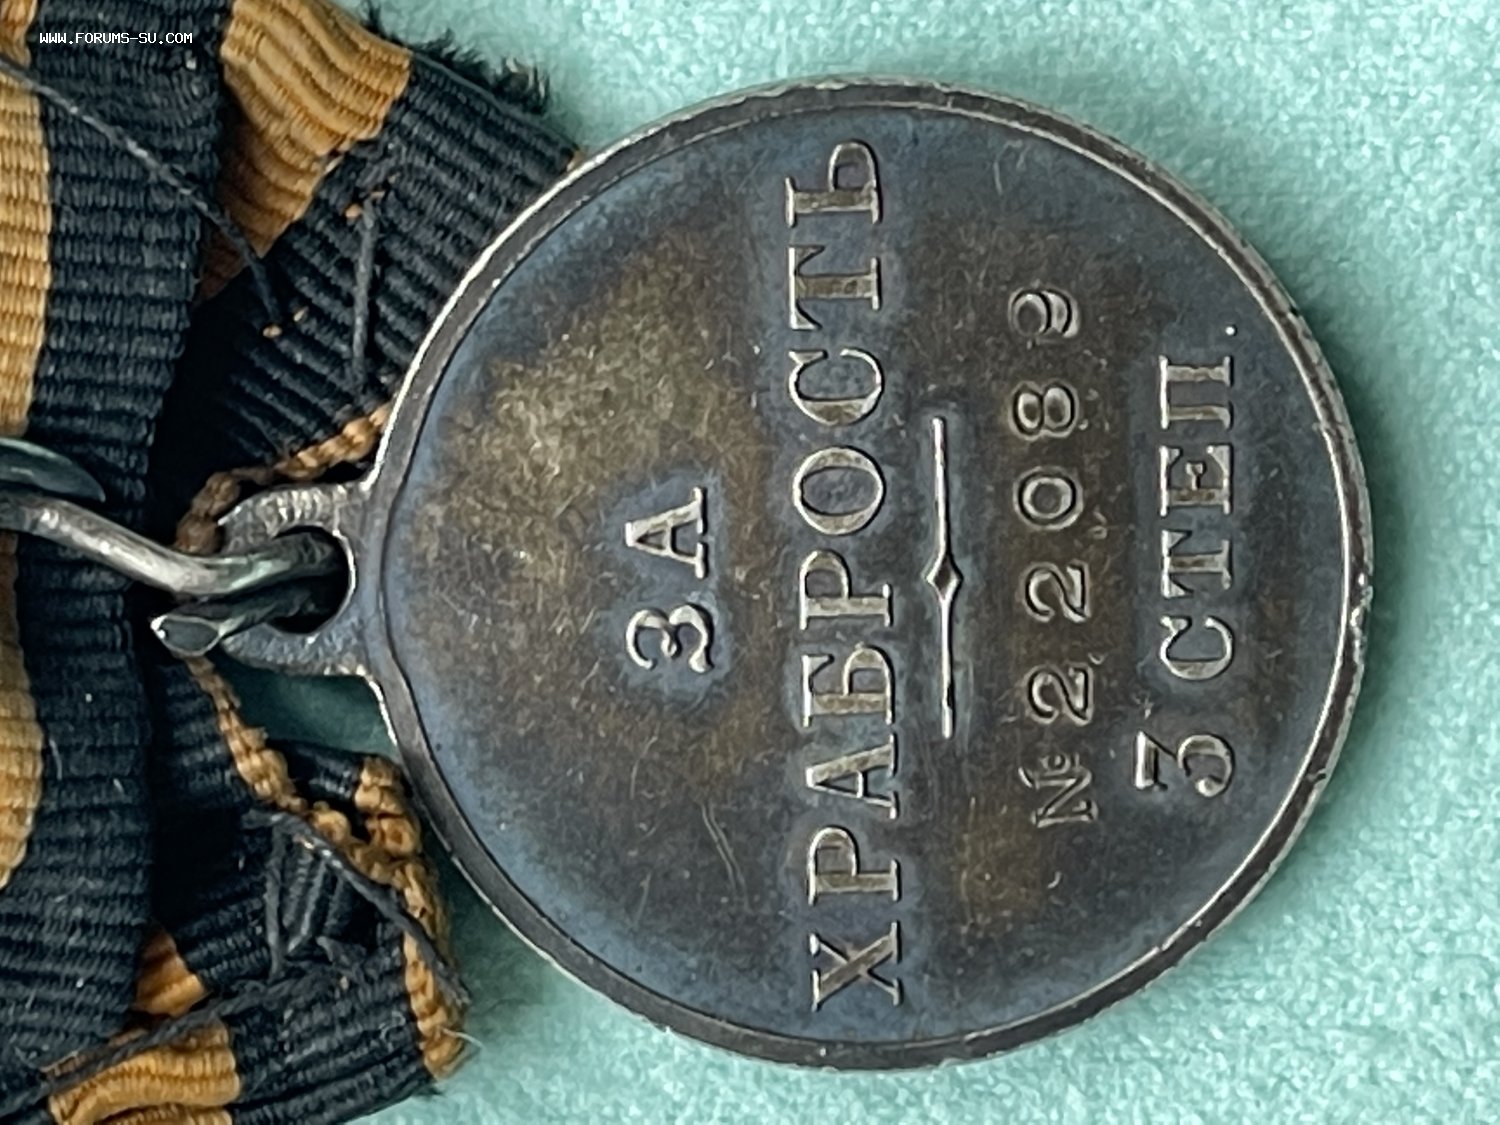 WWW.FORUMS-SU.COM
ЗА
ХРАБРОСТЬ
№ 22089
3 СТЕП.